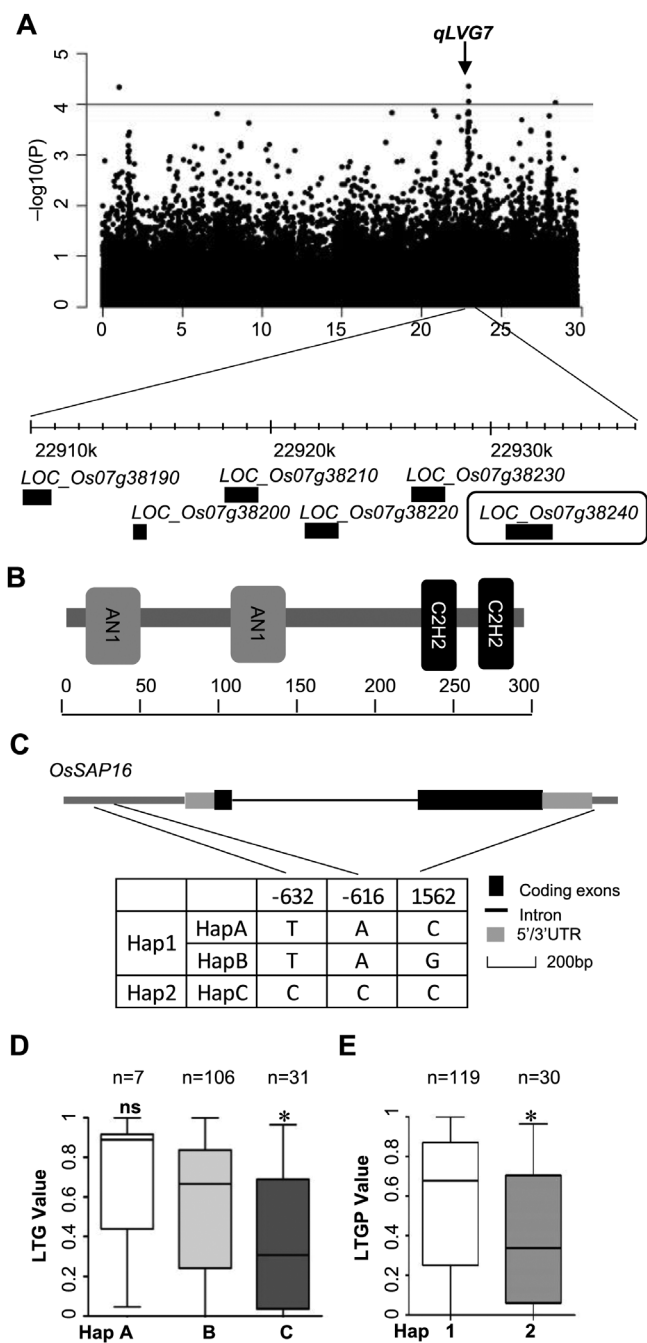 A
qLVG7
–log10(P)
5
4
3
2
1
0
0 5 10 15 20 25 30
22910k 22920k 22930k
LOC_Os07g38190 LOC_Os07g38210 LOC_Os07g38230
LOC_Os07g38200 LOC_Os07g38220 LOC_Os07g38240
B
AN1 AN1 C2H2 C2H2
0 50 100 150 200 250 300
C
OsSAP16
-632 -616 1562
Hap1 HapA T A C
HapB T A G
Hap2 HapC C C C
Coding exons
Intron
5'/3'UTR
200bp
D
n=7 n=106 n=31
ns *
LTG Value
1
0.8
0.6
0.4
0.2
0
Hap A B C
E
n=119 n=30
*
LTGP Value
1
0.8
0.6
0.4
0.2
0
Hap 1 2